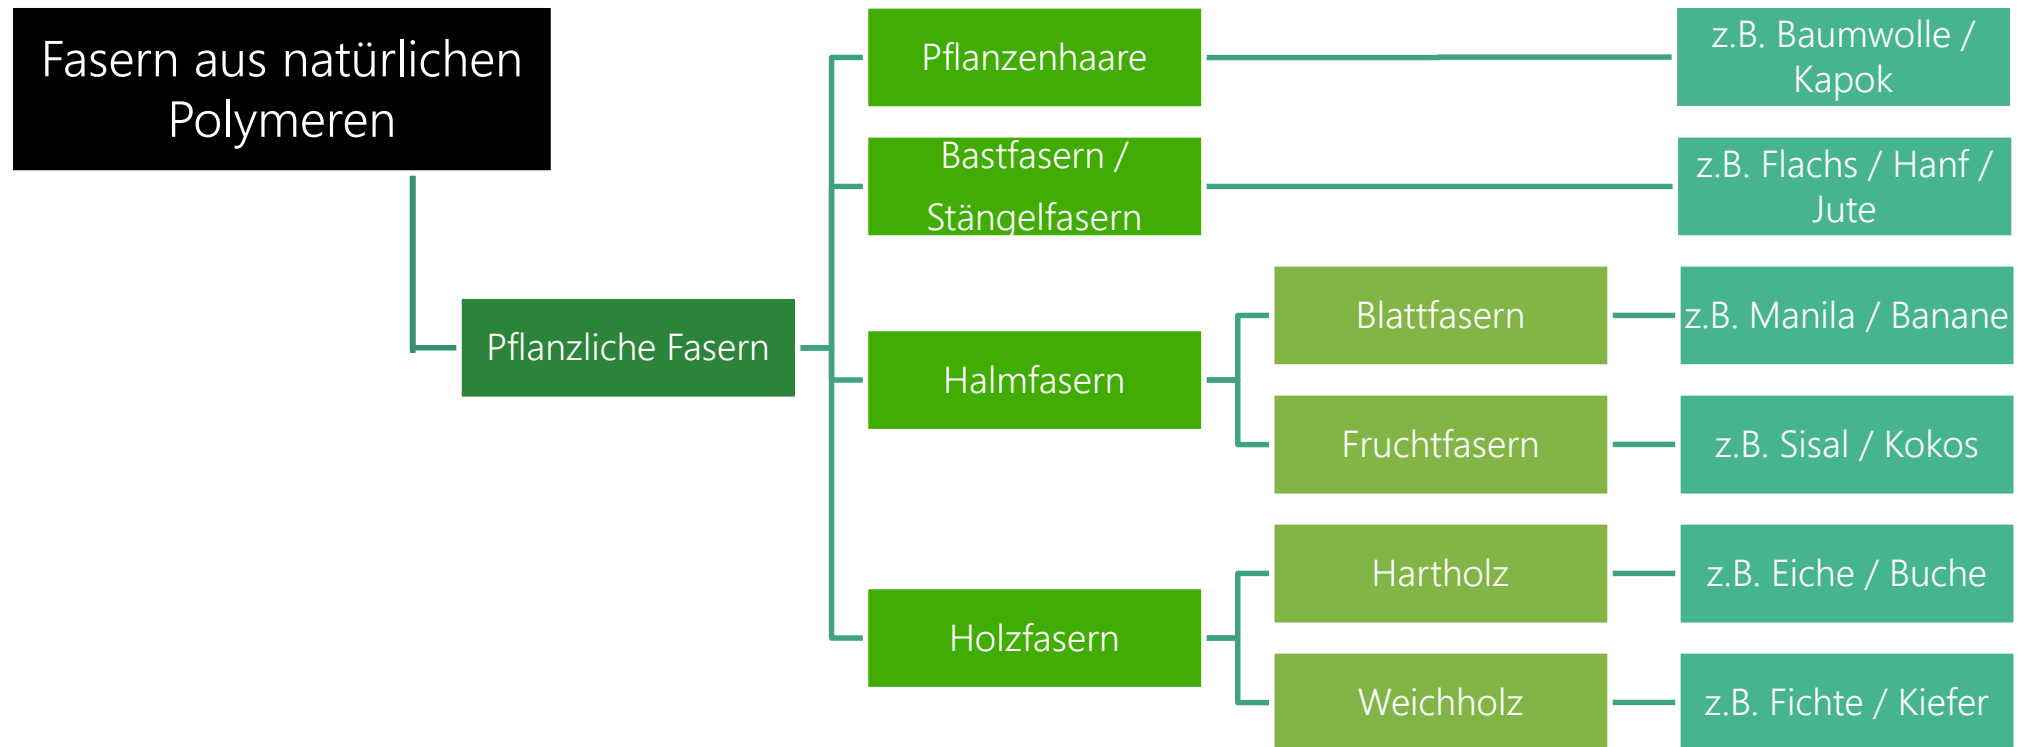 Fasern aus natürlichen
Polymeren
Pflanzliche Fasern
Pflanzenhaare
z.B. Baumwolle /
Kapok
Bastfasern /
Stängelfasern
z.B. Flachs / Hanf /
Jute
Halmfasern
Blattfasern
z.B. Manila / Banane
Fruchtfasern
z.B. Sisal / Kokos
Holzfasern
Hartholz
z.B. Eiche / Buche
Weichholz
z.B. Fichte / Kiefer